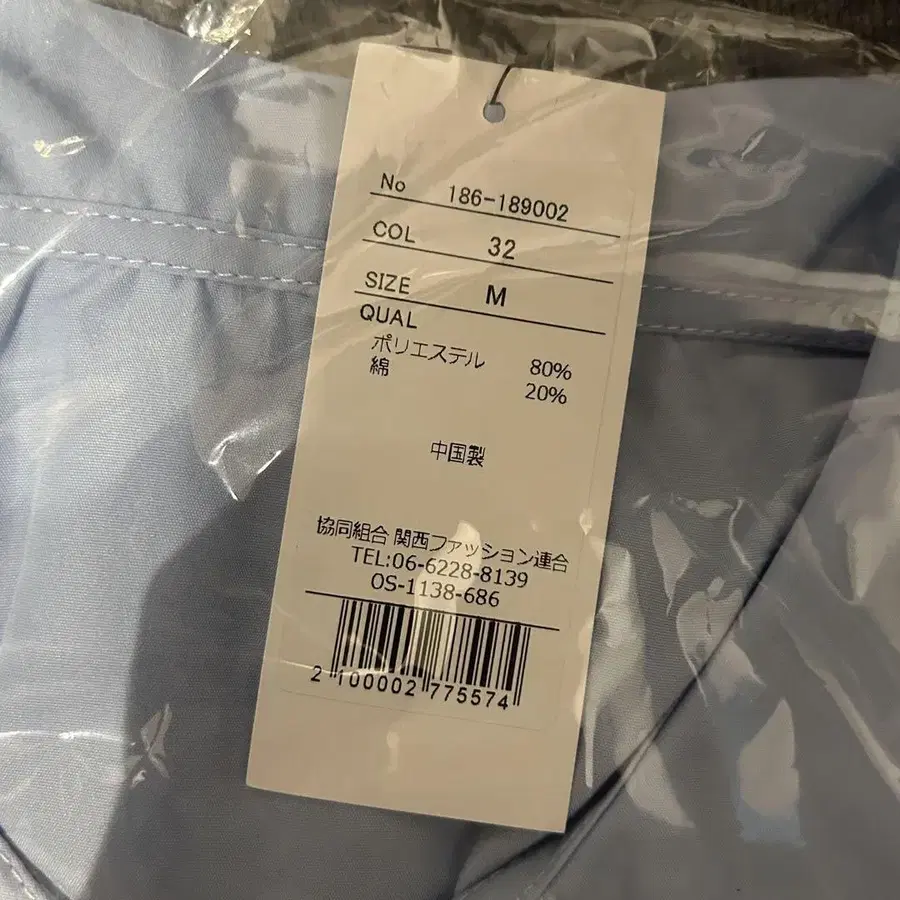 No 186-189002
COL 32
SIZE M
QUAL
ポリエステル 80%
綿 20%
中国製
協同組合 関西ファッション連合
TEL:06-6228-8139
OS-1138-686
2 100002 775574